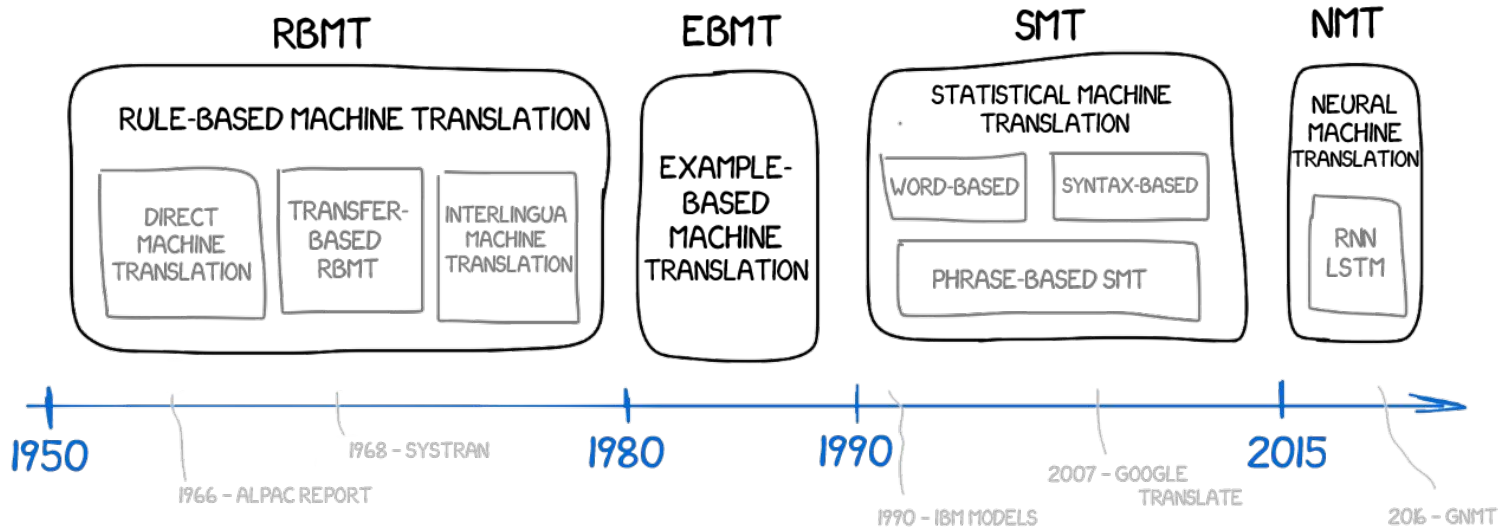 RBMT
EBMT
SMT
NMT
RULE-BASED MACHINE TRANSLATION
DIRECT
MACHINE
TRANSLATION
TRANSFER-
BASED
RBMT
INTERLINGUA
MACHINE
TRANSLATION
EXAMPLE-
BASED
MACHINE
TRANSLATION
STATISTICAL MACHINE
TRANSLATION
WORD-BASED
SYNTAX-BASED
PHRASE-BASED SMT
NEURAL
MACHINE
TRANSLATION
RNN
LSTM
1950
1980
1990
2015
1966 - ALPAC REPORT
1968 - SYSTRAN
1990 - IBM MODELS
2007 - GOOGLE
TRANSLATE
2016 - GNMT